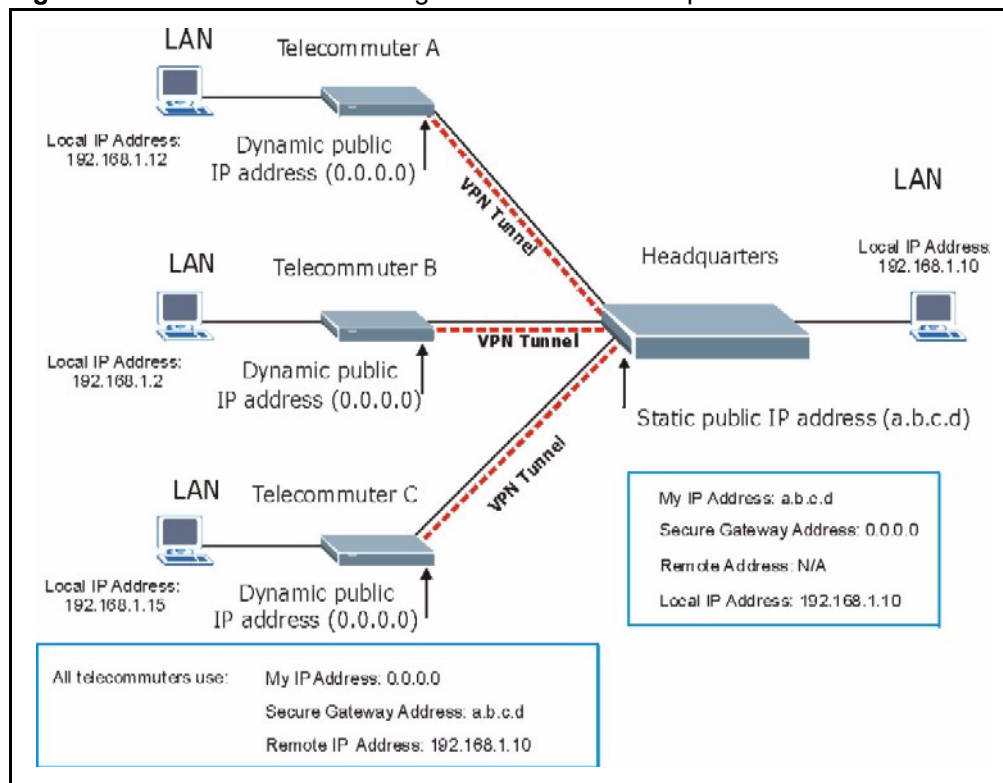 LAN
Telecommuter A
Local IP Address:
192.168.1.12
Dynamic public
IP address (0.0.0.0)
VPN Tunnel
LAN
Headquarters
Local IP Address:
192.168.1.10
LAN
Telecommuter B
VPN Tunnel
Local IP Address:
192.168.1.2
Dynamic public
IP address (0.0.0.0)
Static public IP address (a.b.c.d)
VPN Tunnel
LAN
Telecommuter C
Local IP Address:
192.168.1.15
Dynamic public
IP address (0.0.0.0)
My IP Address: a.b.c.d
Secure Gateway Address: 0.0.0.0
Remote Address: N/A
Local IP Address: 192.168.1.10
All telecommuters use: My IP Address: 0.0.0.0
Secure Gateway Address: a.b.c.d
Remote IP Address: 192.168.1.10